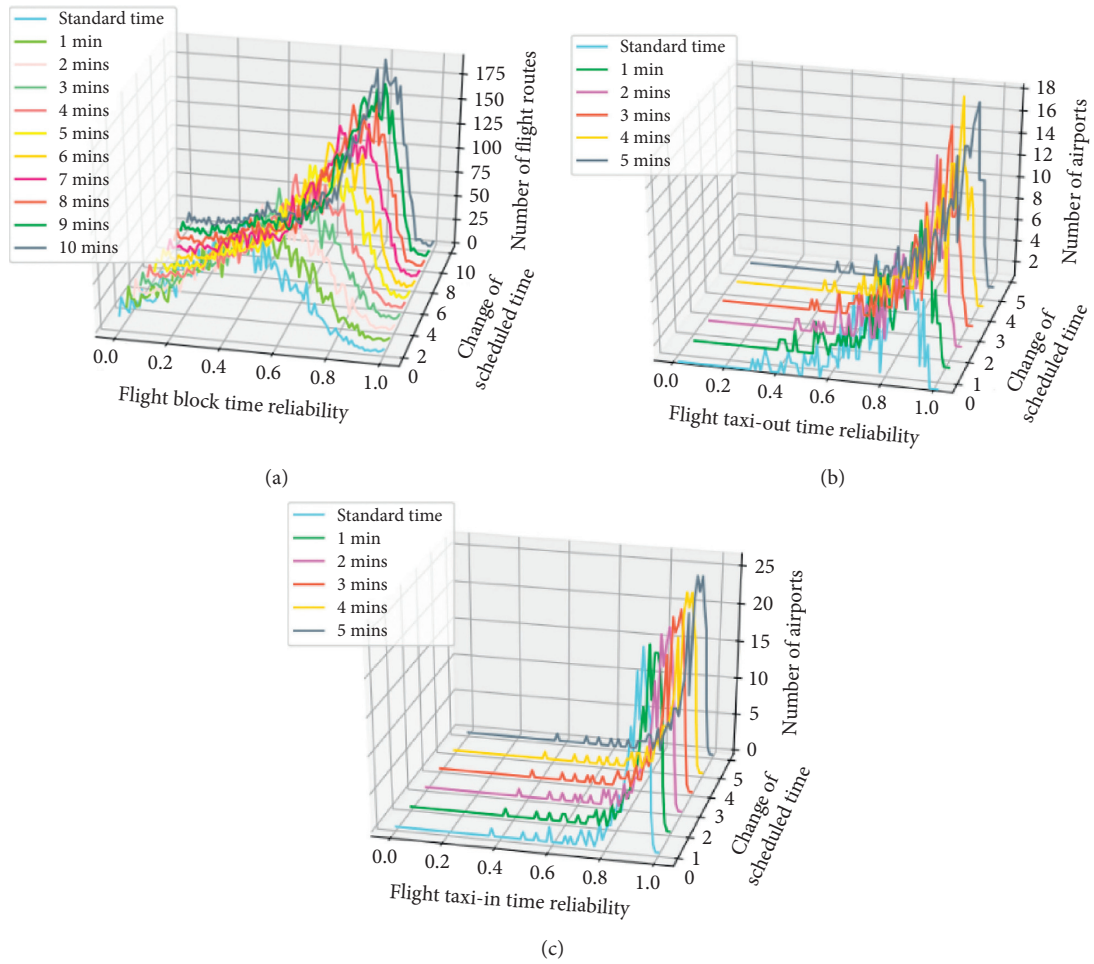 Standard time
1 min
2 mins
3 mins
4 mins
5 mins
6 mins
7 mins
8 mins
9 mins
10 mins
175
150
125
100
75
50
25
0
Number of flight routes
10
8
6
4
2
0
Change of
scheduled time
0.0
0.2
0.4
0.6
0.8
1.0
Flight block time reliability
(a)
Standard time
1 min
2 mins
3 mins
4 mins
5 mins
18
16
14
12
10
8
6
4
2
Number of airports
5
4
3
2
1
0
Change of
scheduled time
0.0
0.2
0.4
0.6
0.8
1.0
Flight taxi-out time reliability
(b)
Standard time
1 min
2 mins
3 mins
4 mins
5 mins
25
20
15
10
5
0
Number of airports
5
4
3
2
1
0
Change of
scheduled time
0.0
0.2
0.4
0.6
0.8
1.0
Flight taxi-in time reliability
(c)